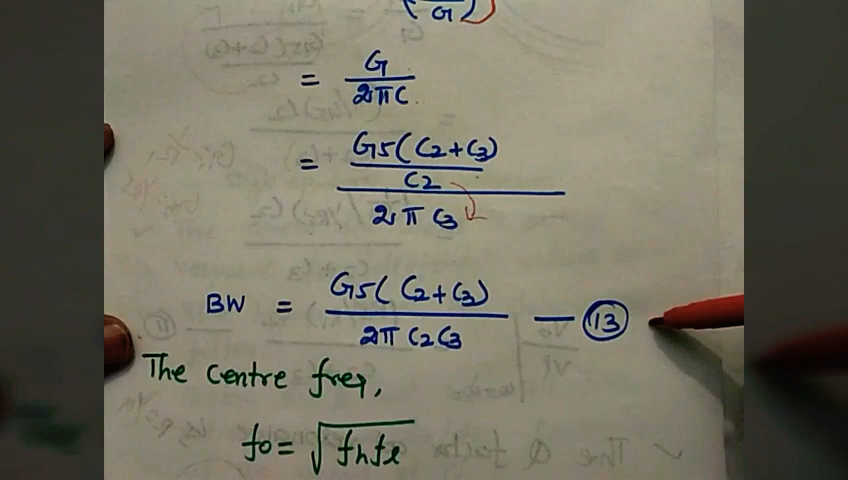 G
= G
2πC
= G5(C2+C3)
C2
2πC3
BW = G5(C2+C3) — 13
2πC2C3
The Centre freq,
fo = √fhfl